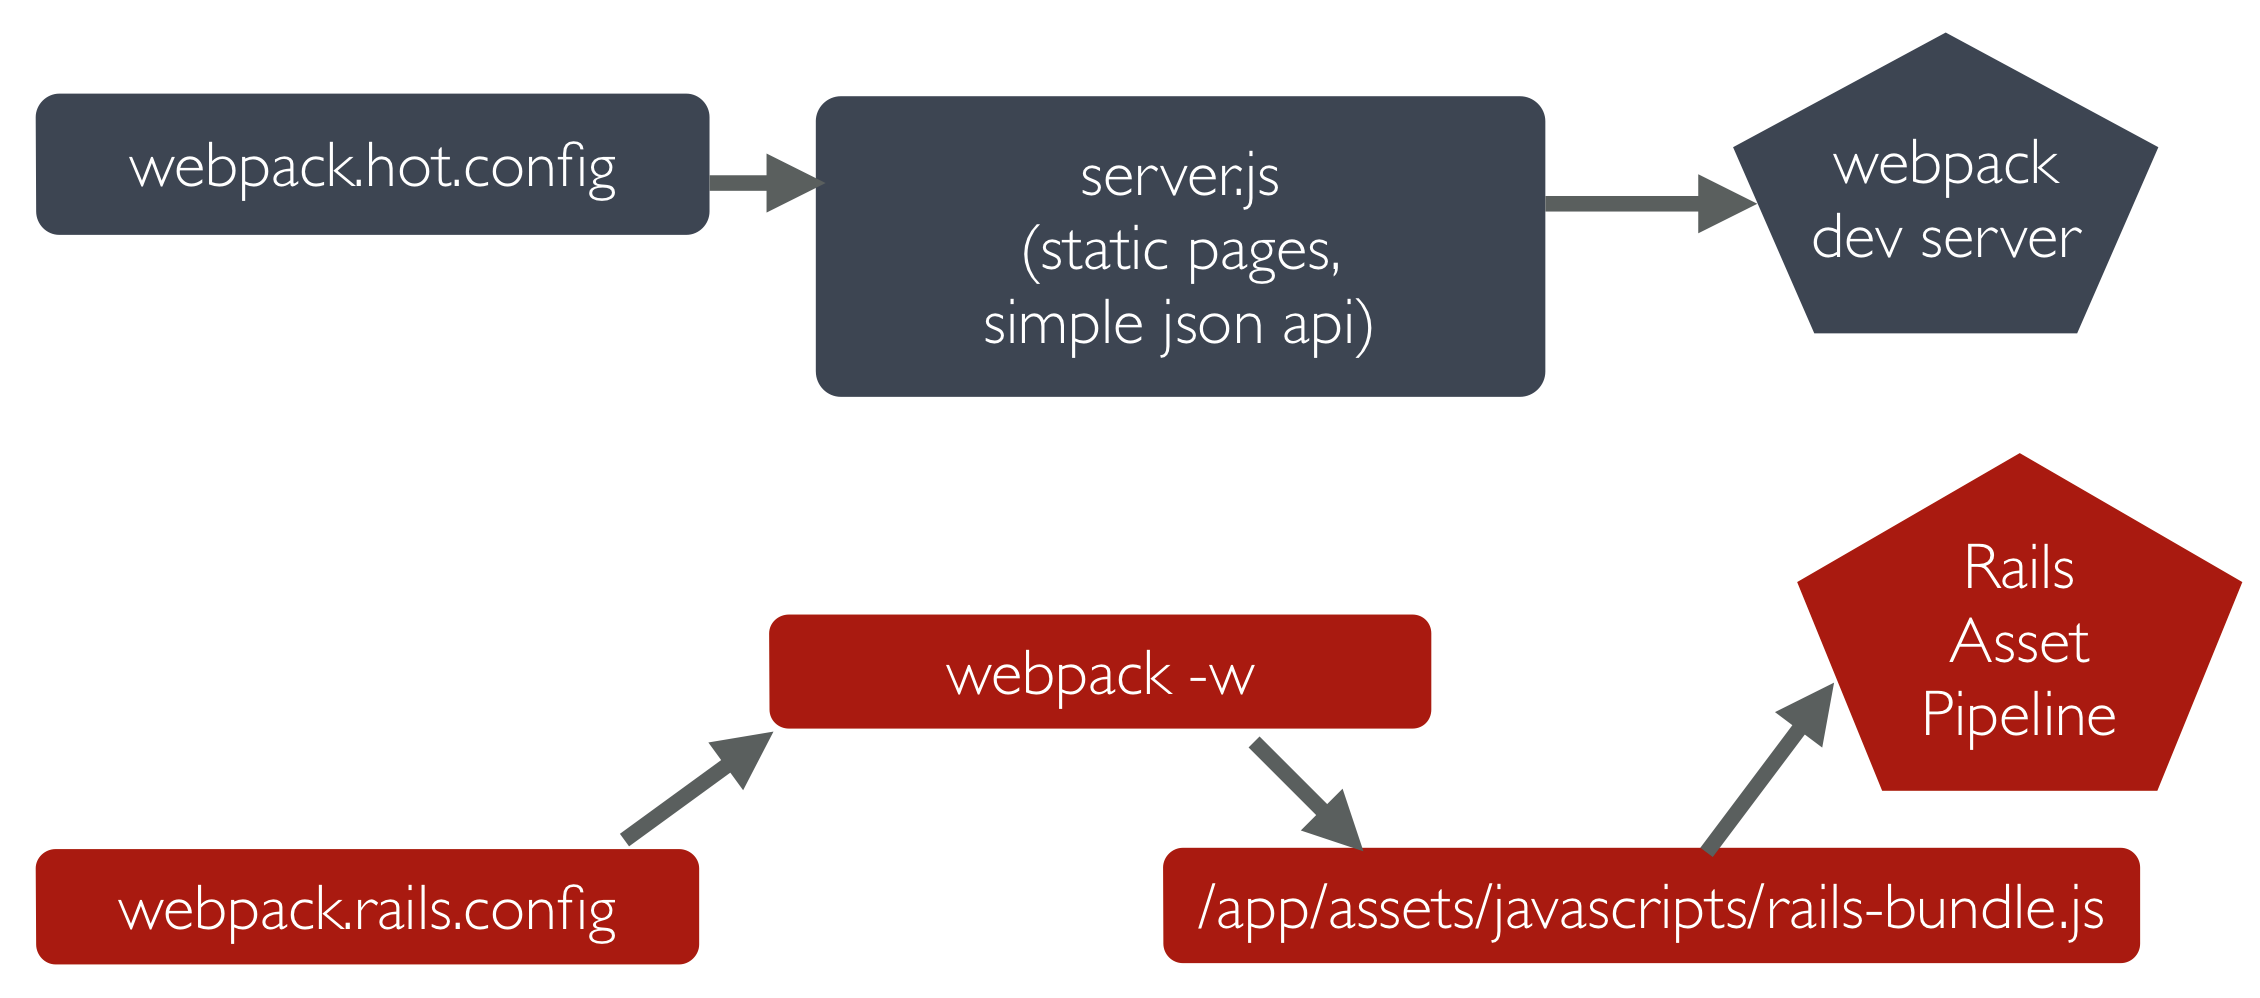 webpack.hot.config
server.js
(static pages,
simple json api)
webpack
dev server
webpack.rails.config
webpack -w
/app/assets/javascripts/rails-bundle.js
Rails
Asset
Pipeline